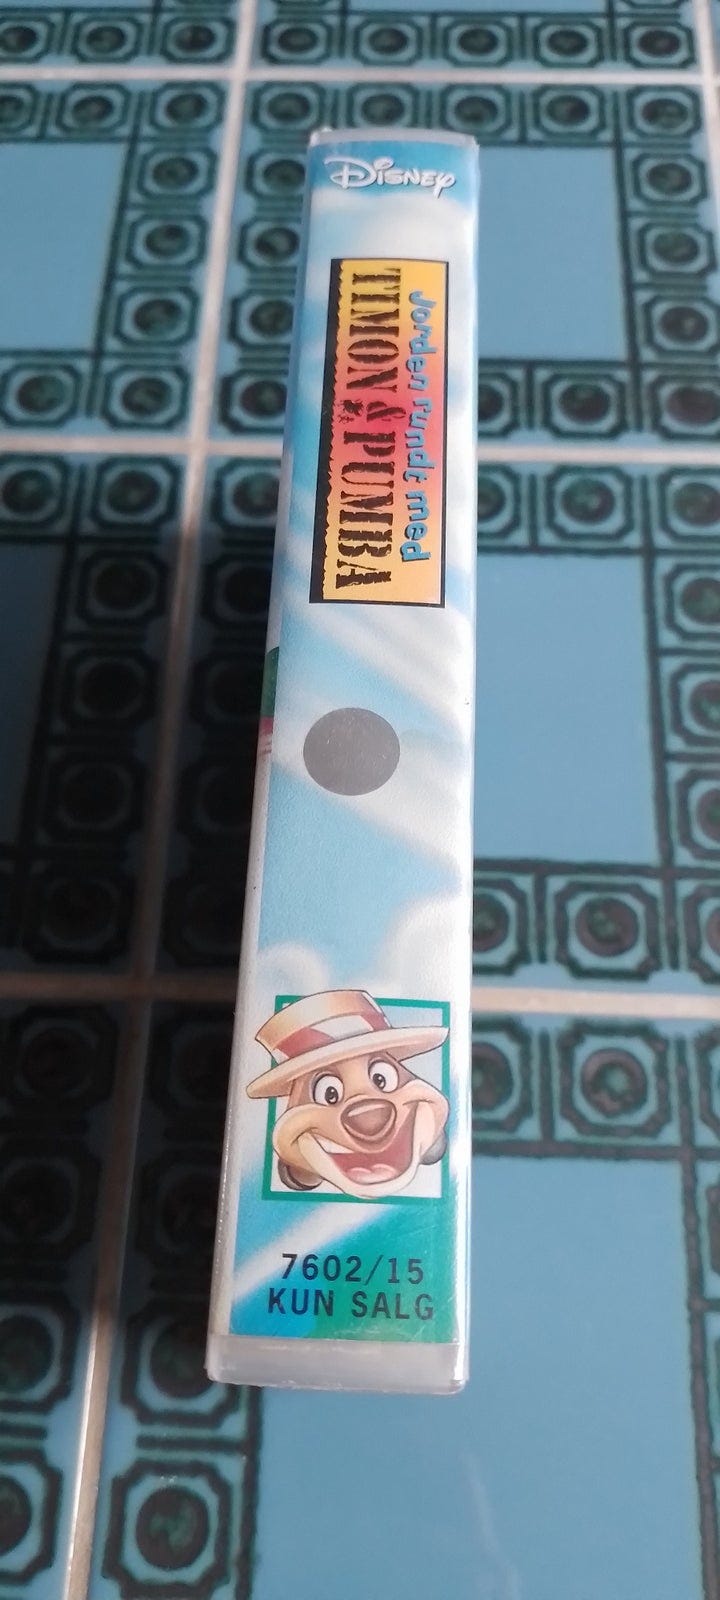 Disney
Jorden rundt med
TIMON & PUMBA
7602/15
KUN SALG